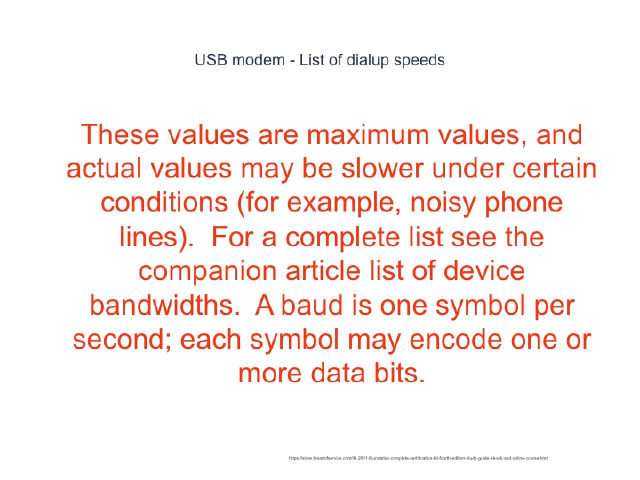 USB modem - List of dialup speeds
These values are maximum values, and
actual values may be slower under certain
conditions (for example, noisy phone
lines).  For a complete list see the
companion article list of device
bandwidths.  A baud is one symbol per
second; each symbol may encode one or
more data bits.